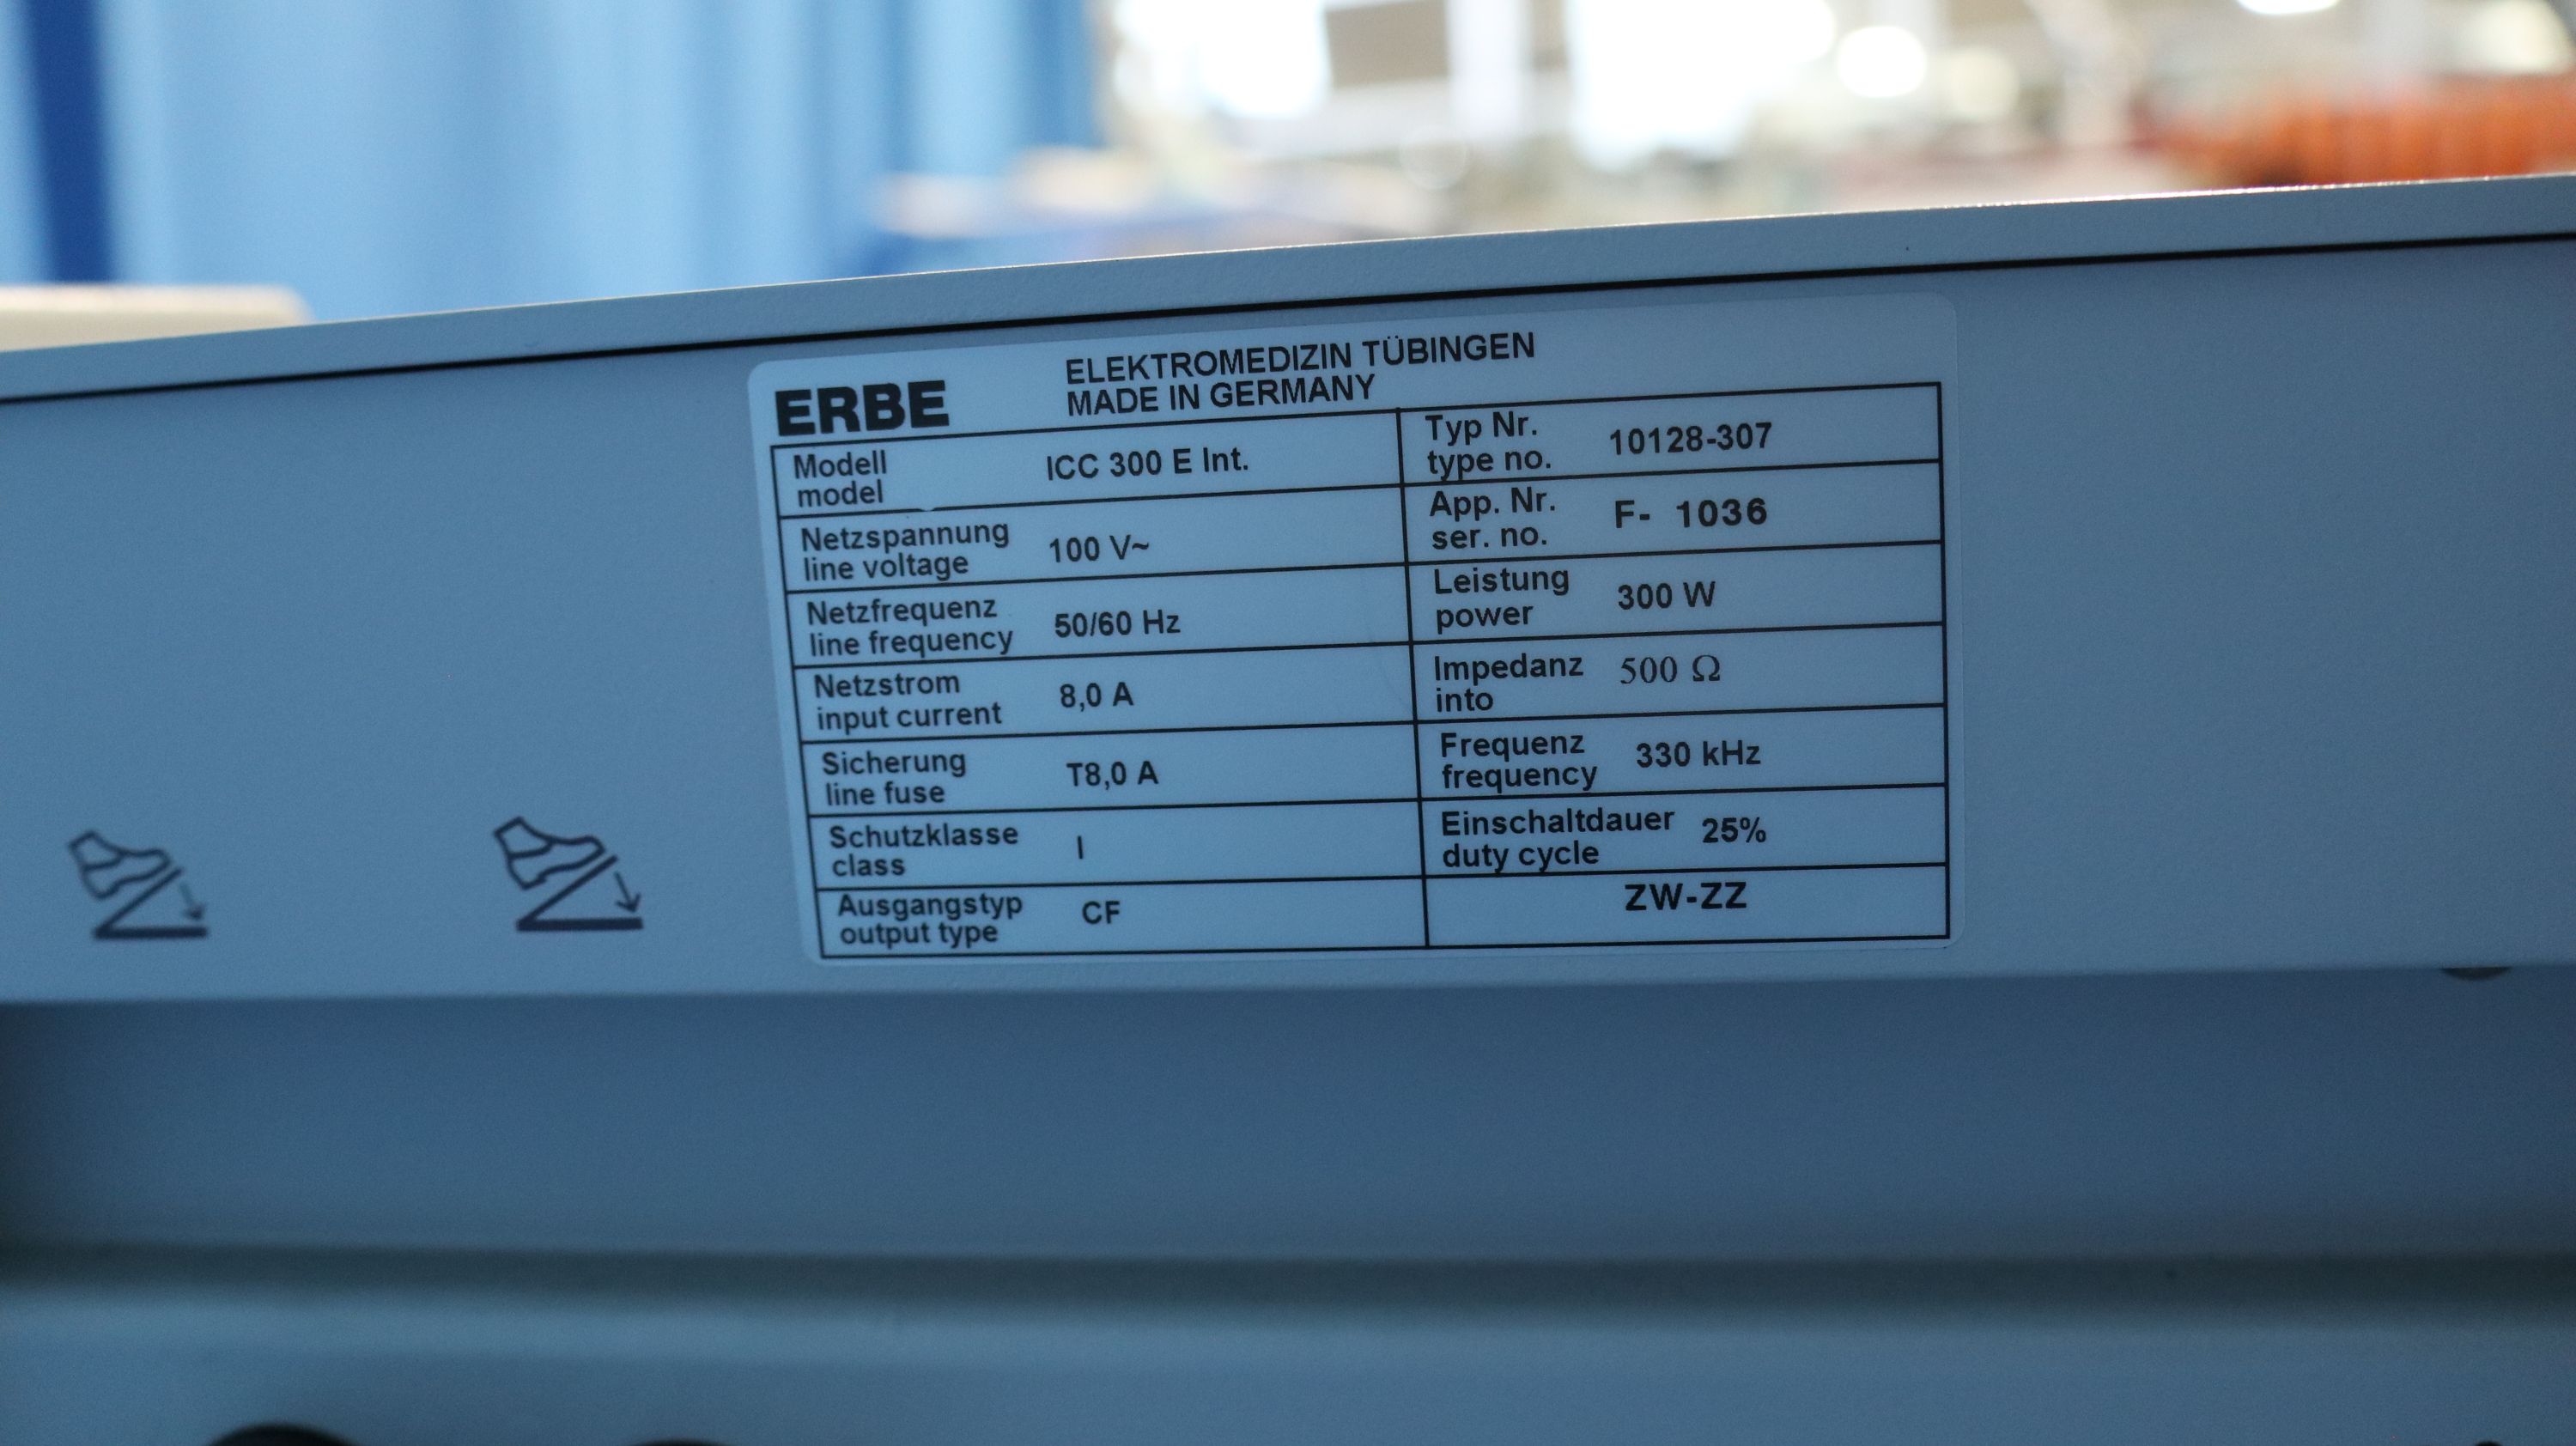 ERBE
ELEKTROMEDIZIN TÜBINGEN
MADE IN GERMANY
Modell
model
ICC 300 E Int.
Typ Nr.
type no.
10128-307
Netzspannung
line voltage
100 V~
App. Nr.
ser. no.
F- 1036
Netzfrequenz
line frequency
50/60 Hz
Leistung
power
300 W
Netzstrom
input current
8,0 A
Impedanz
into
500 Ω
Sicherung
line fuse
T8,0 A
Frequenz
frequency
330 kHz
Schutzklasse
class
I
Einschaltdauer
duty cycle
25%
Ausgangstyp
output type
CF
ZW-ZZ